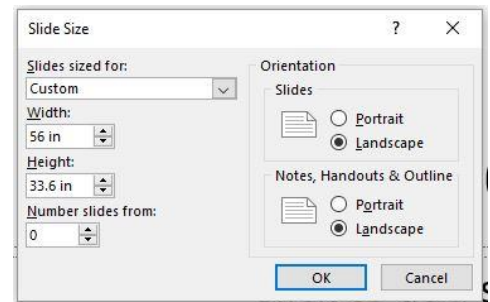 Slide Size
?
Slides sized for:
Custom
Width:
56 in
Height:
33.6 in
Number slides from:
0
Orientation
Slides
Portrait
Landscape
Notes, Handouts & Outline
Portrait
Landscape
OK
Cancel